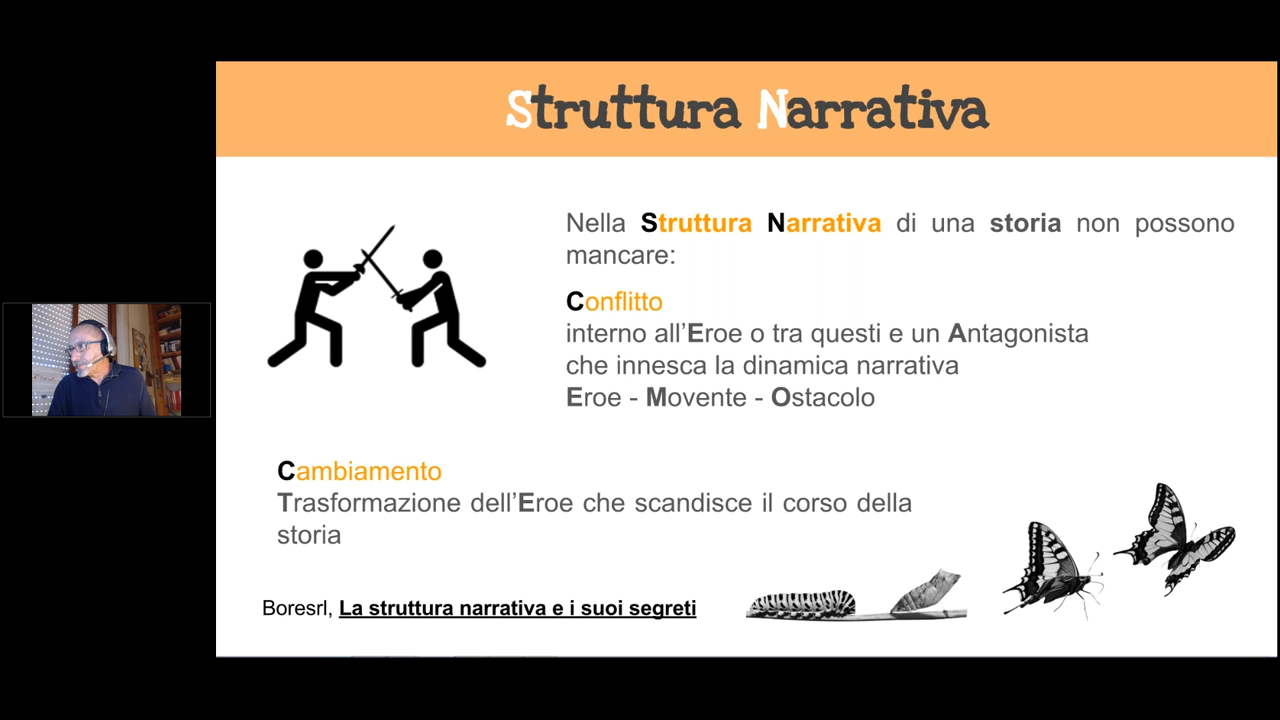 Struttura Narrativa
Nella Struttura Narrativa di una storia non possono
mancare:
Conflitto
interno all’Eroe o tra questi e un Antagonista
che innesca la dinamica narrativa
Eroe - Movente - Ostacolo
Cambiamento
Trasformazione dell’Eroe che scandisce il corso della
storia
Boresrl, La struttura narrativa e i suoi segreti